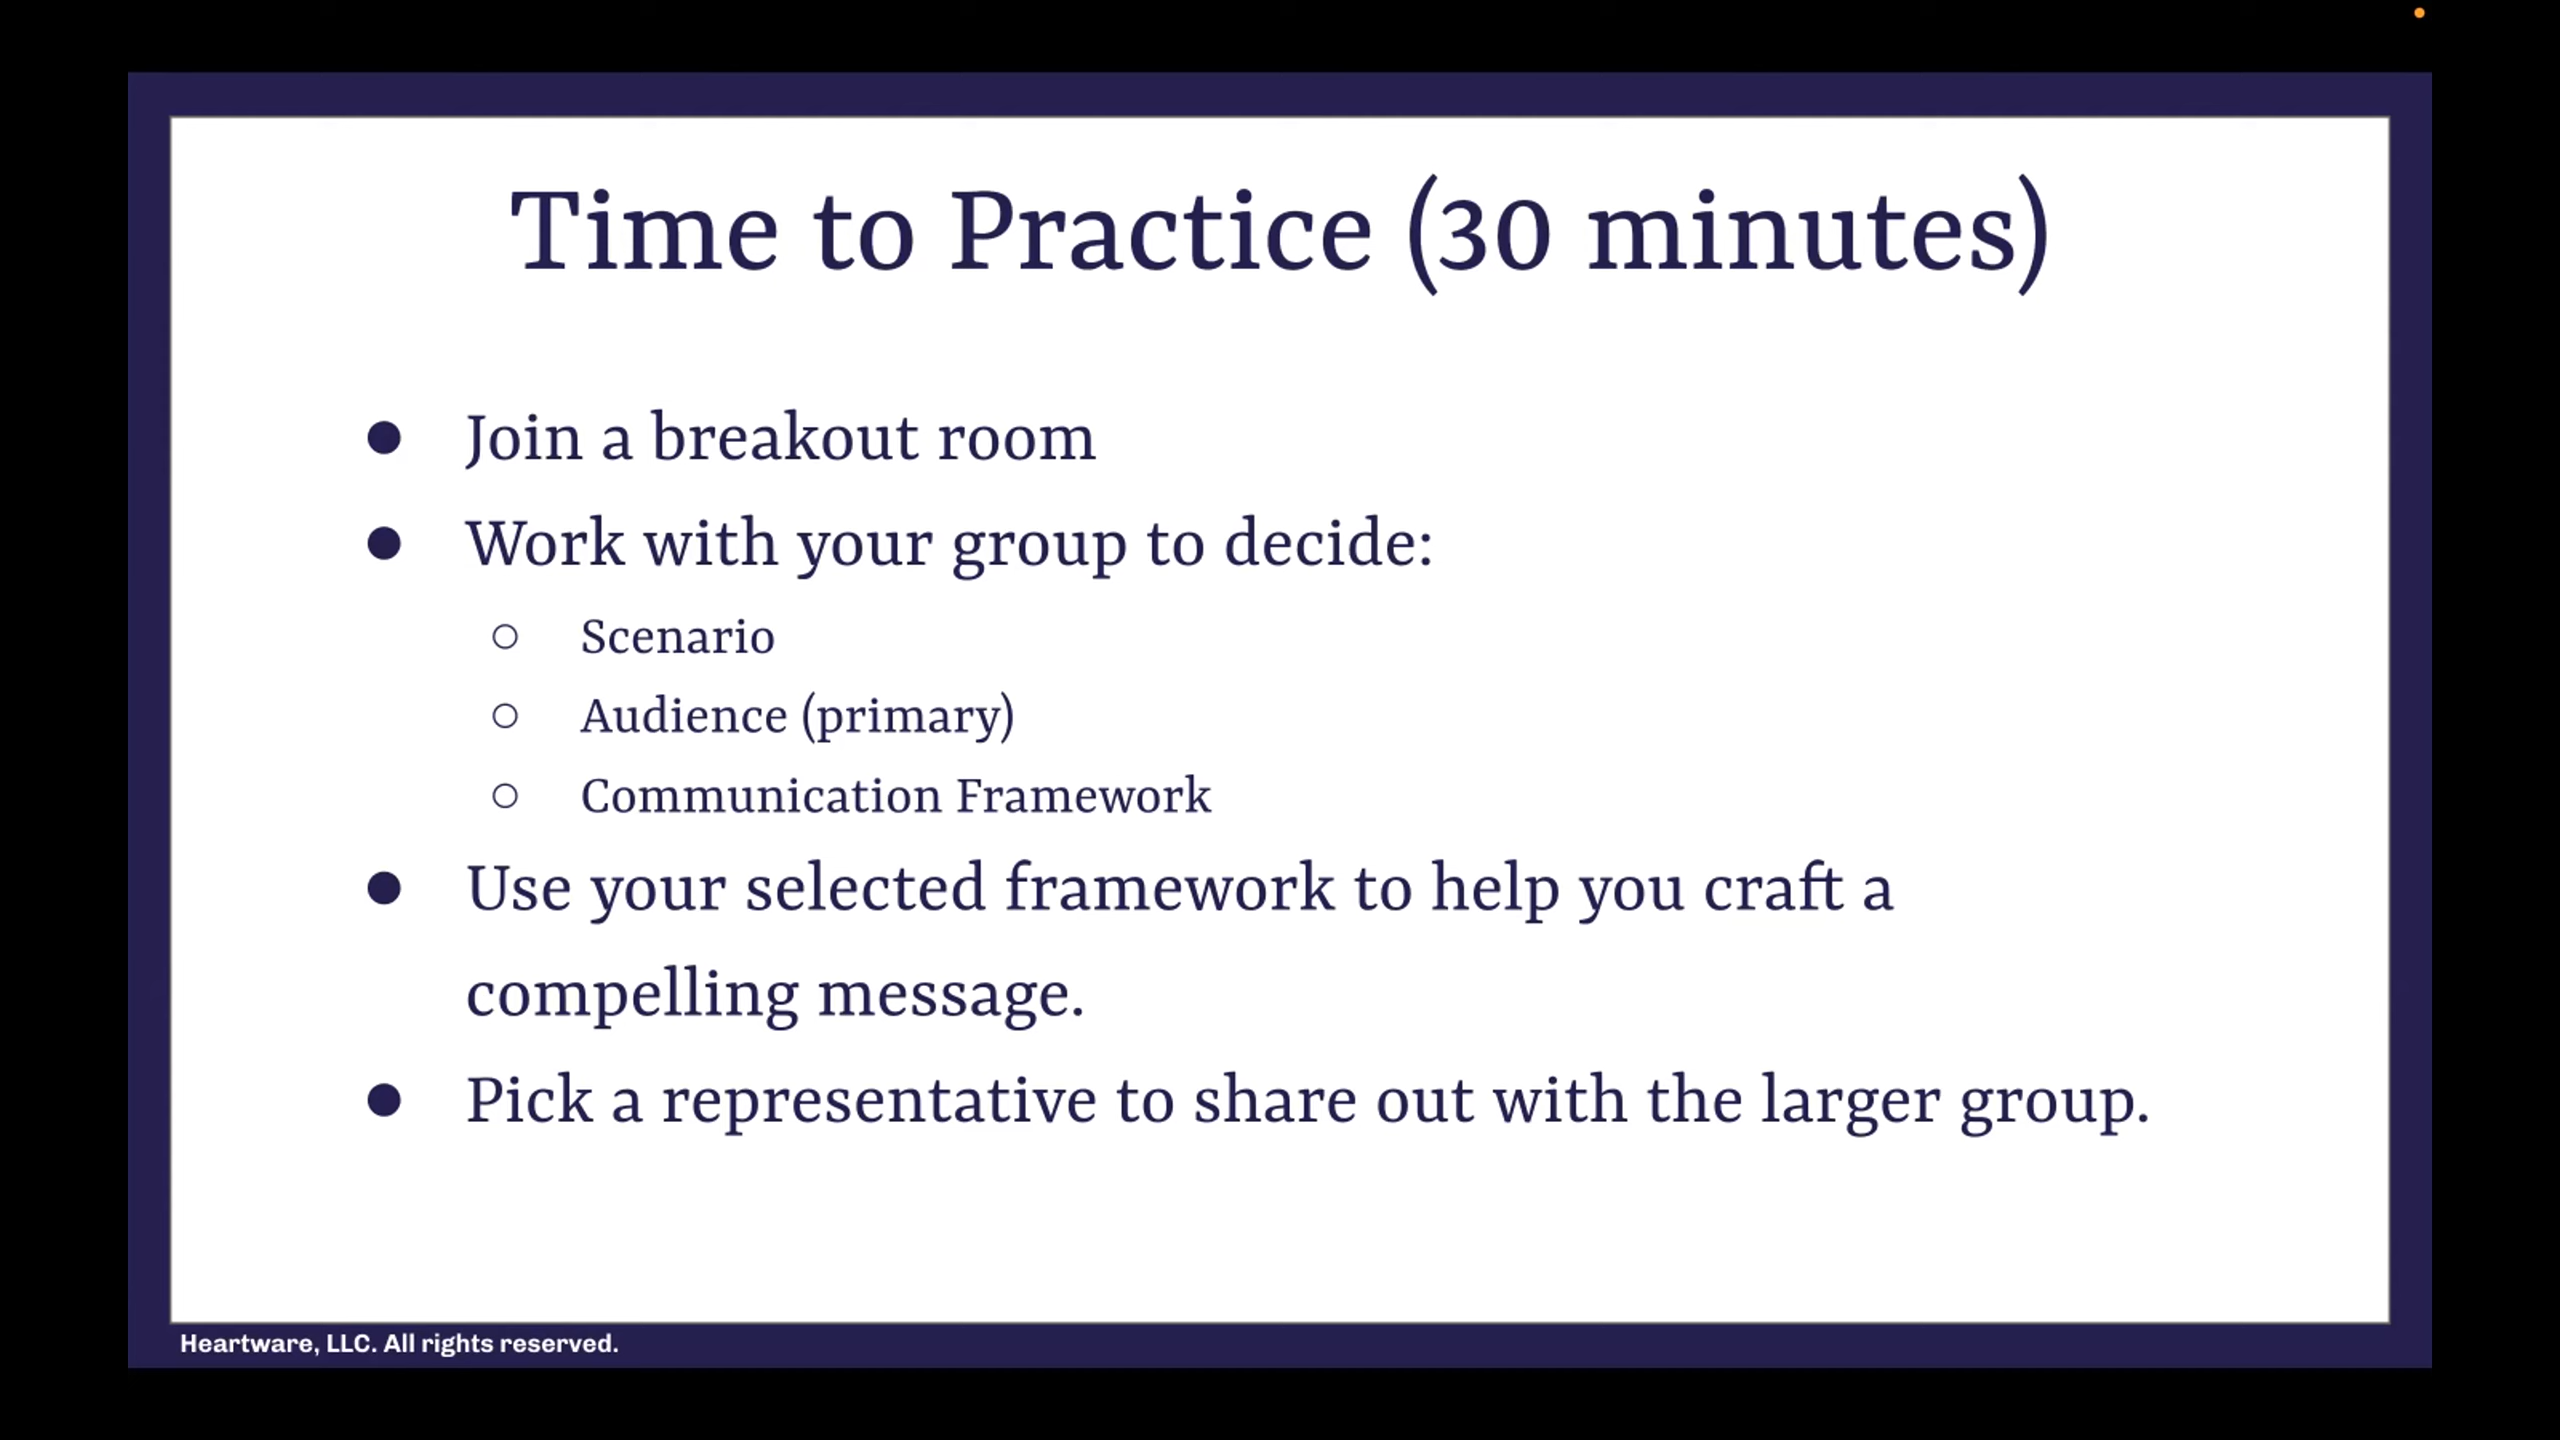 Time to Practice (30 minutes)
● Join a breakout room
● Work with your group to decide:
○ Scenario
○ Audience (primary)
○ Communication Framework
● Use your selected framework to help you craft a
compelling message.
● Pick a representative to share out with the larger group.
Heartware, LLC. All rights reserved.